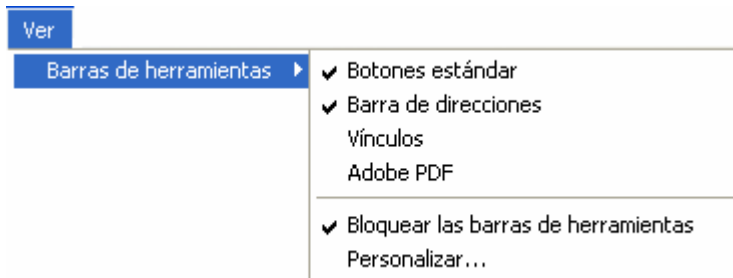 Ver
Barras de herramientas
Botones estándar
Barra de direcciones
Vínculos
Adobe PDF
Bloquear las barras de herramientas
Personalizar...